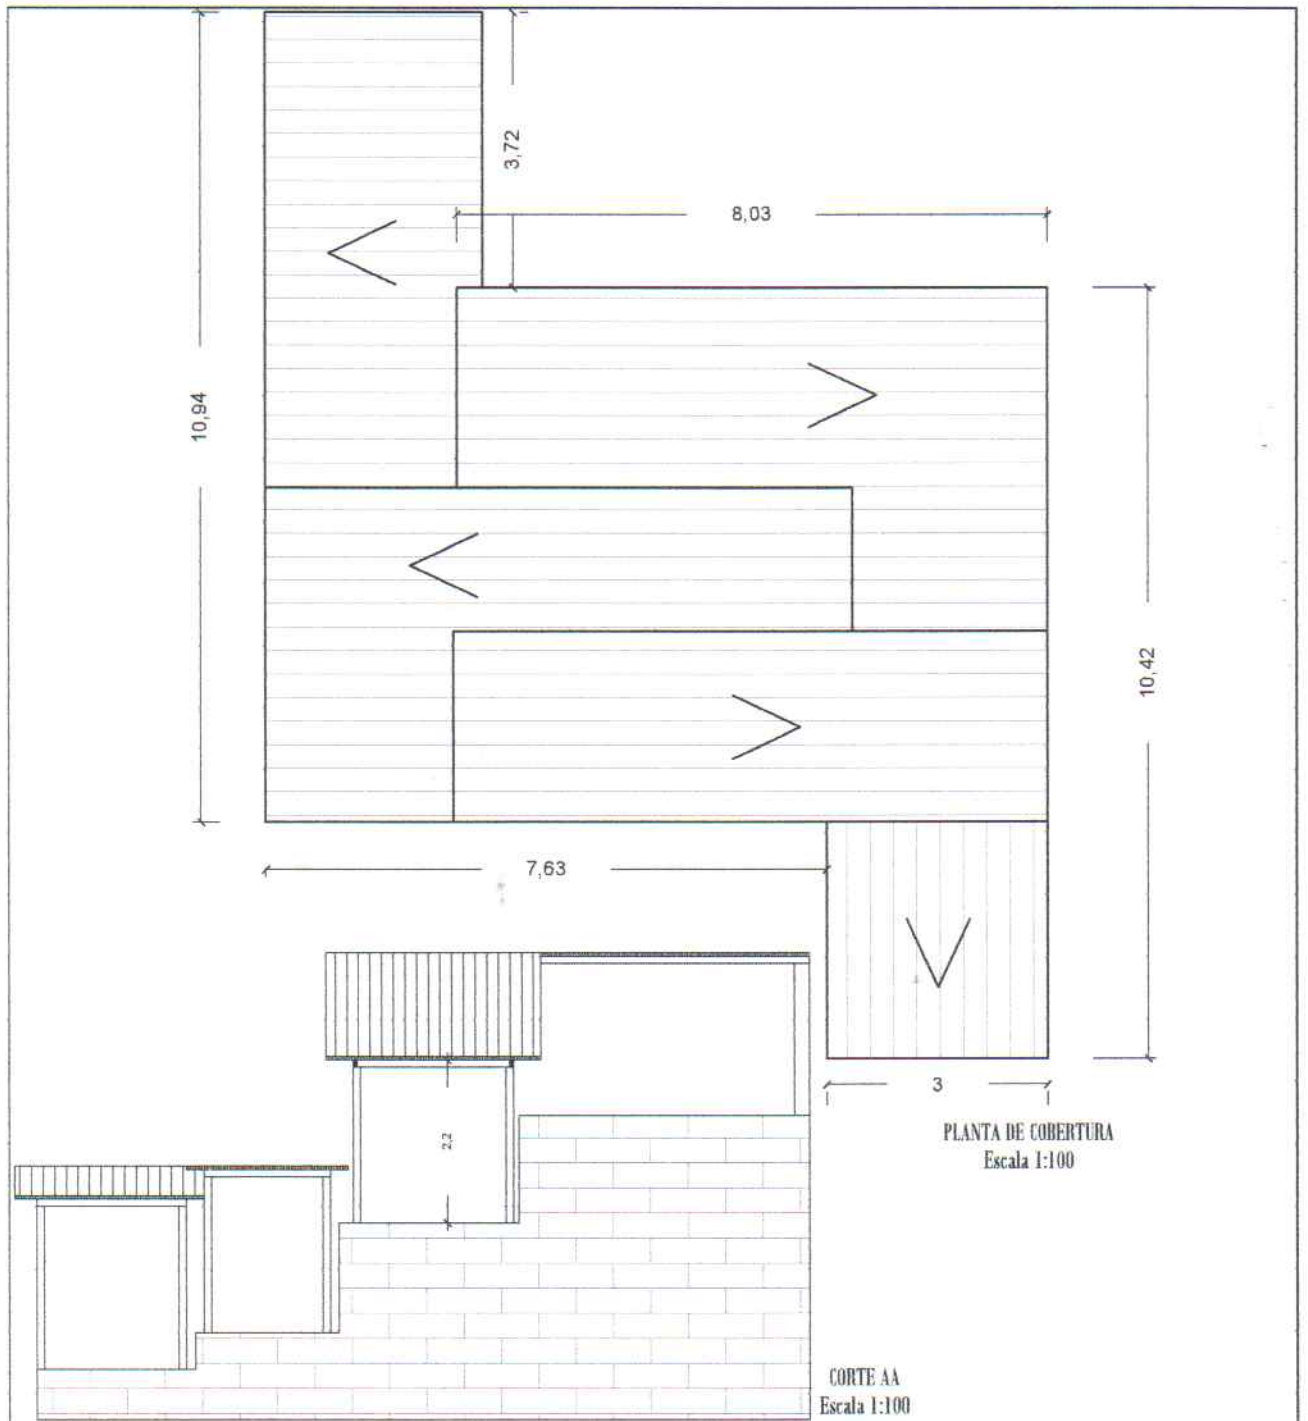 3,72
8,03
10,94
10,42
7,63
3
PLANTA DE COBERTURA
Escala 1:100
2,2
CORTE AA
Escala 1:100